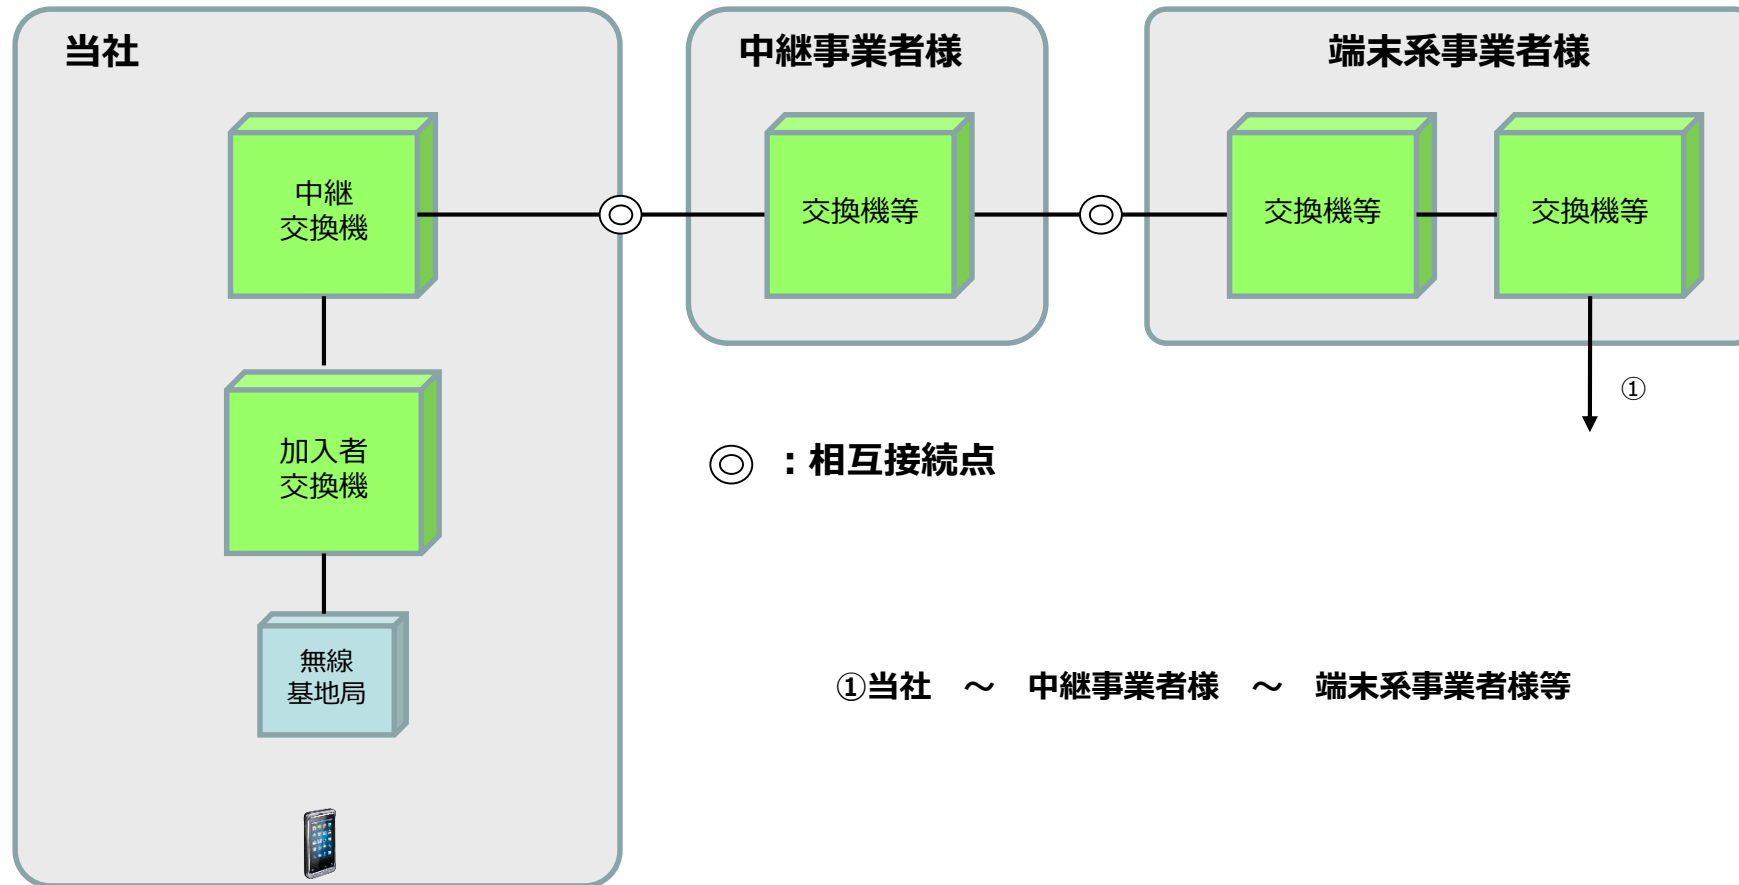 当社
中継事業者様
端末系事業者様
中継
交換機
交換機等
交換機等
交換機等
①
加入者
交換機
◎ ：相互接続点
無線
基地局
①当社　～　中継事業者様　～　端末系事業者様等